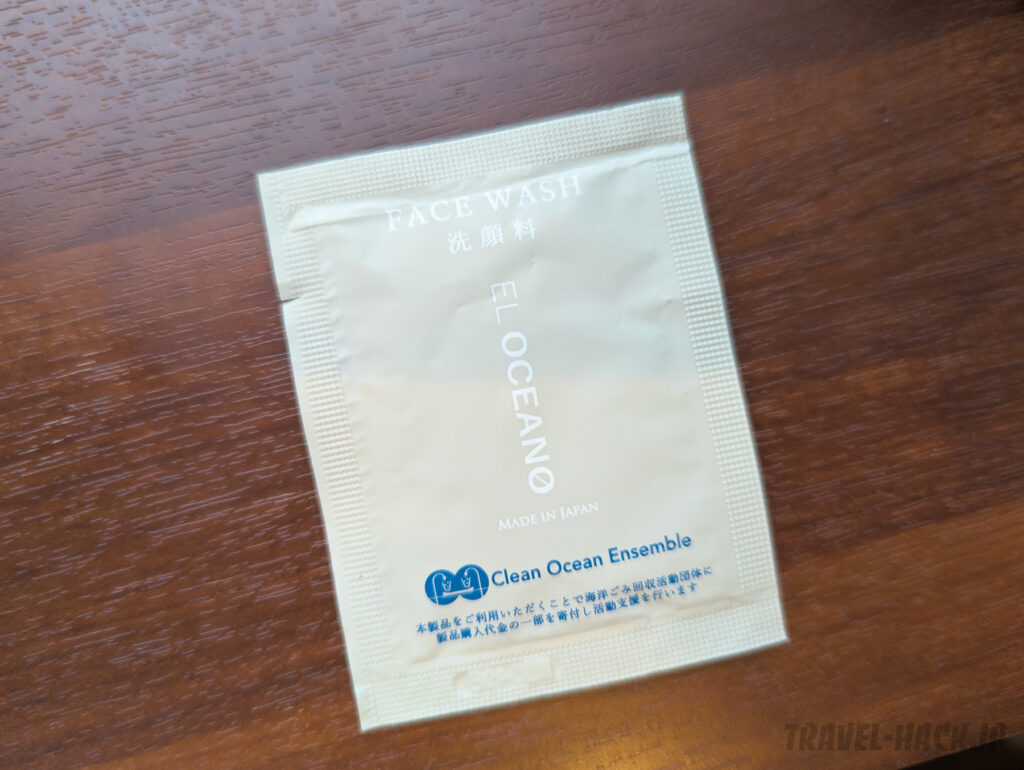 FACE WASH
洗顔料
EL OCEANO
MADE IN JAPAN
Clean Ocean Ensemble
本製品をご利用いただくことで海洋ごみ回収活動団体に
製品購入代金の一部を寄付し活動支援を行います
TRAVEL-HACK.JP